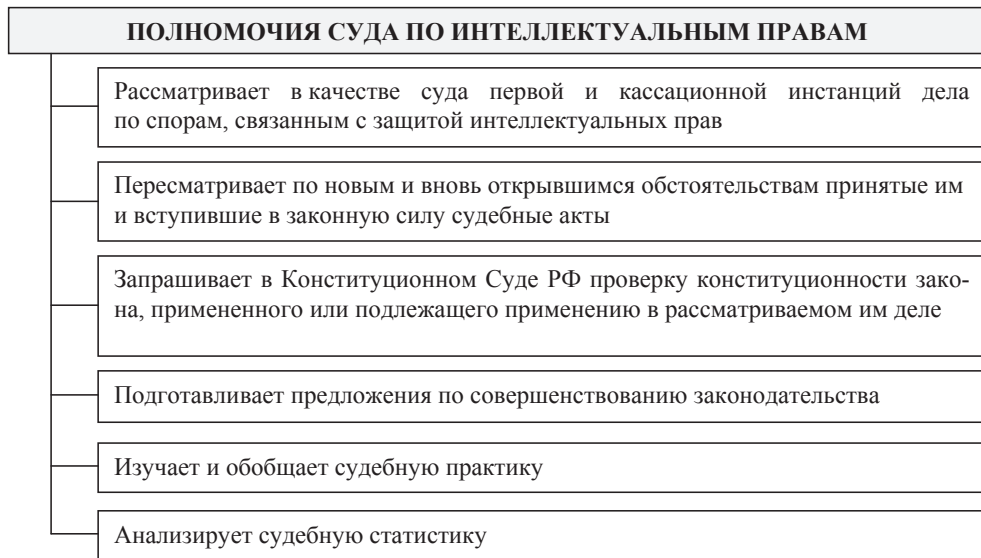 ПОЛНОМОЧИЯ СУДА ПО ИНТЕЛЛЕКТУАЛЬНЫМ ПРАВАМ
Рассматривает в качестве суда первой и кассационной инстанций дела
по спорам, связанным с защитой интеллектуальных прав
Пересматривает по новым и вновь открывшимся обстоятельствам принятые им
и вступившие в законную силу судебные акты
Запрашивает в Конституционном Суде РФ проверку конституционности зако-
на, примененного или подлежащего применению в рассматриваемом им деле
Подготавливает предложения по совершенствованию законодательства
Изучает и обобщает судебную практику
Анализирует судебную статистику